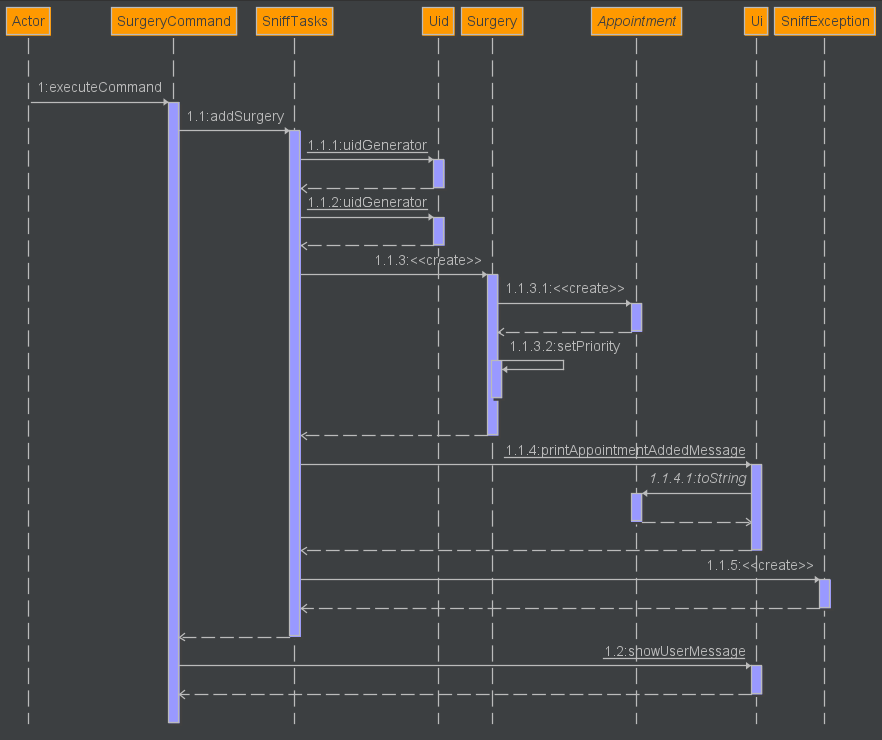 Actor SurgeryCommand SniffTasks Uid Surgery Appointment Ui SniffException
1:executeCommand
1.1:addSurgery
1.1.1:uidGenerator
1.1.2:uidGenerator
1.1.3:<<create>>
1.1.3.1:<<create>>
1.1.3.2:setPriority
1.1.4:printAppointmentAddedMessage
1.1.4.1:toString
1.1.5:<<create>>
1.2:showUserMessage